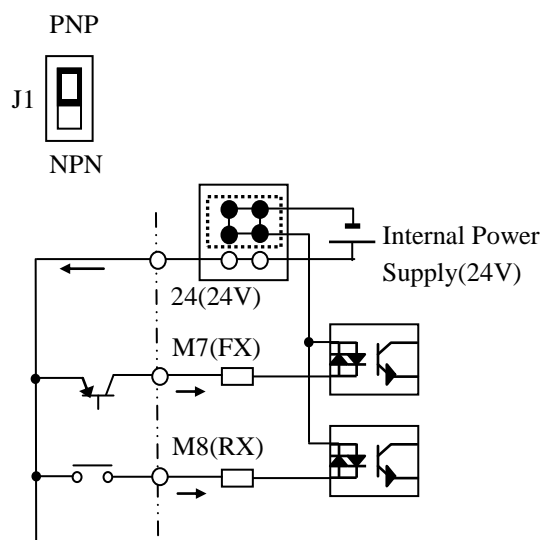 PNP
J1
NPN
Internal Power
Supply(24V)
24(24V)
M7(FX)
M8(RX)